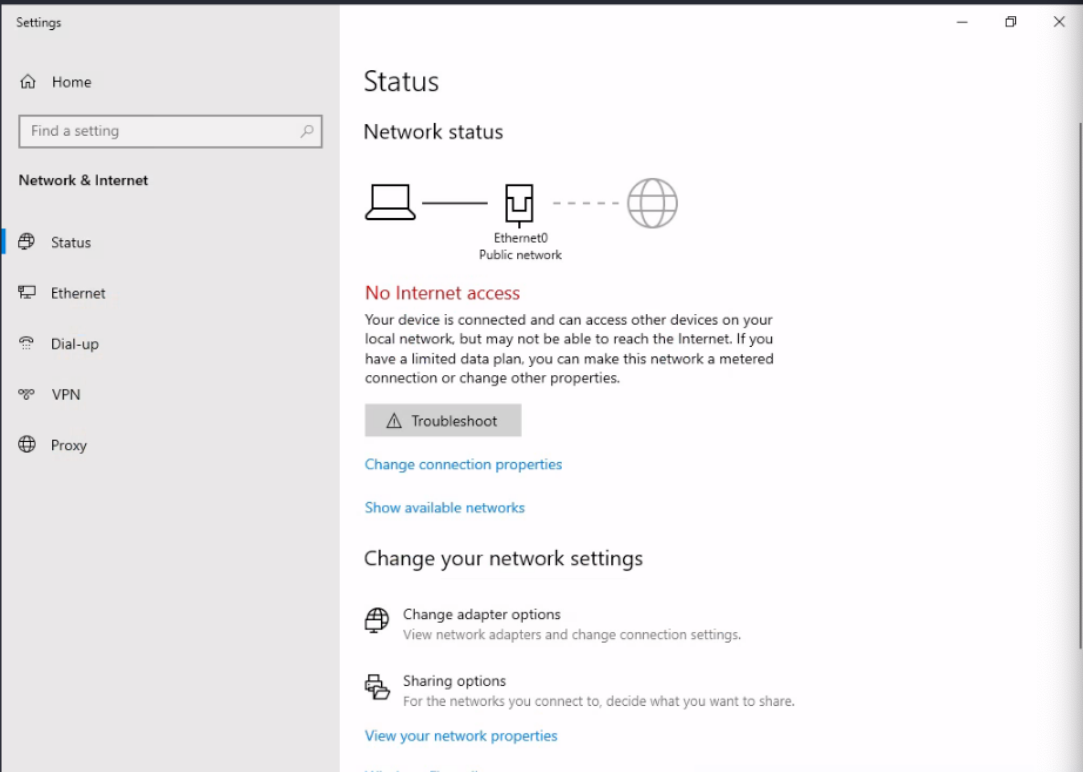 Settings
Home
Find a setting
Network & Internet
Status
Ethernet
Dial-up
VPN
Proxy
Status
Network status
Ethernet0
Public network
No Internet access
Your device is connected and can access other devices on your
local network, but may not be able to reach the Internet. If you
have a limited data plan, you can make this network a metered
connection or change other properties.
Troubleshoot
Change connection properties
Show available networks
Change your network settings
Change adapter options
View network adapters and change connection settings.
Sharing options
For the networks you connect to, decide what you want to share.
View your network properties